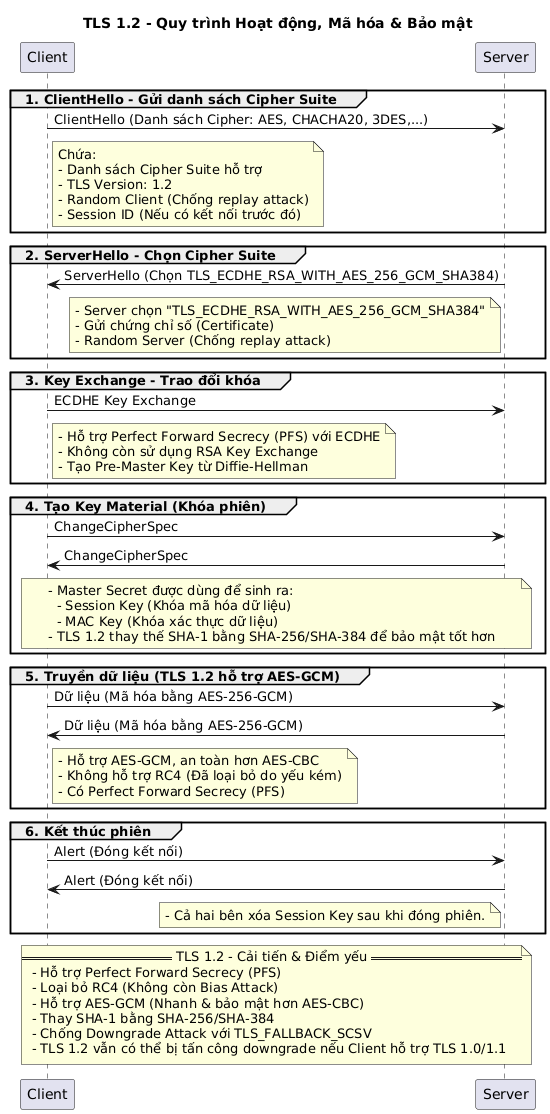 TLS 1.2 - Quy trình Hoạt động, Mã hóa & Bảo mật
Client
Server
1. ClientHello - Gửi danh sách Cipher Suite
ClientHello (Danh sách Cipher: AES, CHACHA20, 3DES,...)
Chứa:
- Danh sách Cipher Suite hỗ trợ
- TLS Version: 1.2
- Random Client (Chống replay attack)
- Session ID (Nếu có kết nối trước đó)
2. ServerHello - Chọn Cipher Suite
ServerHello (Chọn TLS_ECDHE_RSA_WITH_AES_256_GCM_SHA384)
- Server chọn "TLS_ECDHE_RSA_WITH_AES_256_GCM_SHA384"
- Gửi chứng chỉ số (Certificate)
- Random Server (Chống replay attack)
3. Key Exchange - Trao đổi khóa
ECDHE Key Exchange
- Hỗ trợ Perfect Forward Secrecy (PFS) với ECDHE
- Không còn sử dụng RSA Key Exchange
- Tạo Pre-Master Key từ Diffie-Hellman
4. Tạo Key Material (Khóa phiên)
ChangeCipherSpec
ChangeCipherSpec
- Master Secret được dùng để sinh ra:
- Session Key (Khóa mã hóa dữ liệu)
- MAC Key (Khóa xác thực dữ liệu)
- TLS 1.2 thay thế SHA-1 bằng SHA-256/SHA-384 để bảo mật tốt hơn
5. Truyền dữ liệu (TLS 1.2 hỗ trợ AES-GCM)
Dữ liệu (Mã hóa bằng AES-256-GCM)
Dữ liệu (Mã hóa bằng AES-256-GCM)
- Hỗ trợ AES-GCM, an toàn hơn AES-CBC
- Không hỗ trợ RC4 (Đã loại bỏ do yếu kém)
- Có Perfect Forward Secrecy (PFS)
6. Kết thúc phiên
Alert (Đóng kết nối)
Alert (Đóng kết nối)
- Cả hai bên xóa Session Key sau khi đóng phiên.
TLS 1.2 - Cải tiến & Điểm yếu
- Hỗ trợ Perfect Forward Secrecy (PFS)
- Loại bỏ RC4 (Không còn Bias Attack)
- Hỗ trợ AES-GCM (Nhanh & bảo mật hơn AES-CBC)
- Thay SHA-1 bằng SHA-256/SHA-384
- Chống Downgrade Attack với TLS_FALLBACK_SCSV
- TLS 1.2 vẫn có thể bị tấn công downgrade nếu Client hỗ trợ TLS 1.0/1.1
Client
Server